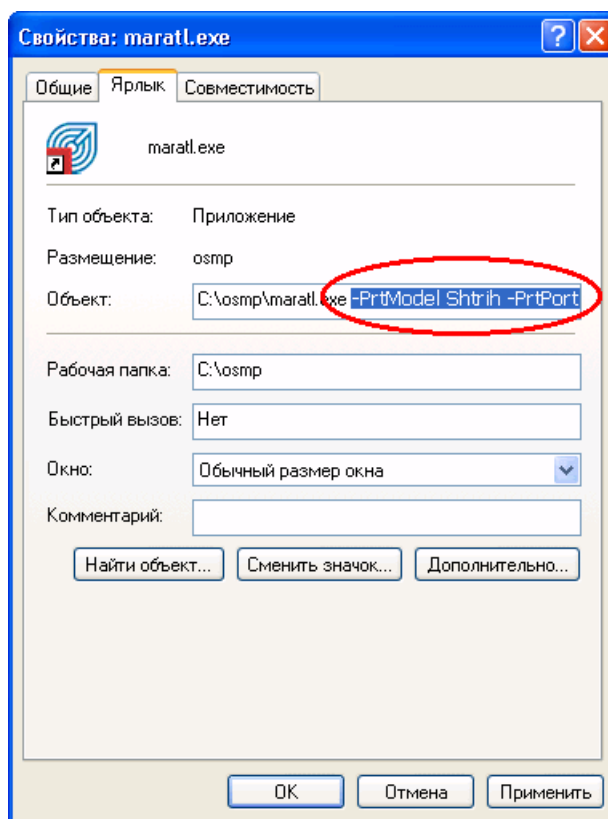 Свойства: maratl.exe
Общие Ярлык Совместимость
maratl.exe
Тип объекта: Приложение
Размещение: osmp
Объект: C:\osmp\maratl.exe -PrtModel Shtrih -PrtPort
Рабочая папка: C:\osmp
Быстрый вызов: Нет
Окно: Обычный размер окна
Комментарий:
Найти объект... Сменить значок... Дополнительно...
OK Отмена Применить